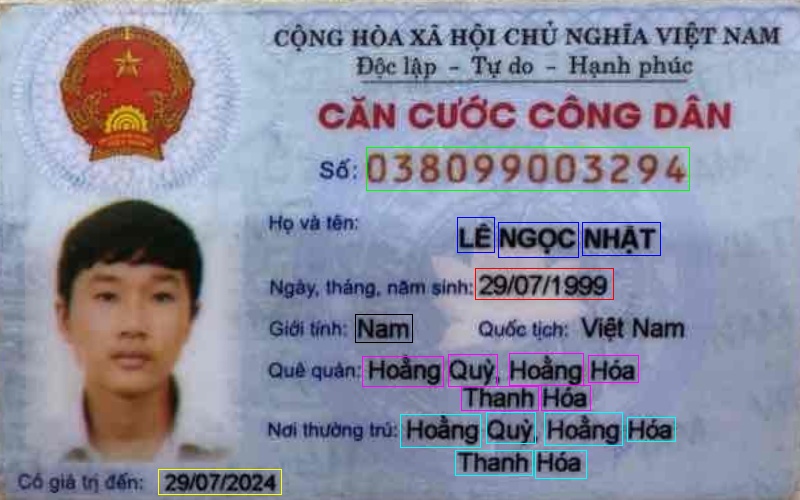 CỘNG HÒA XÃ HỘI CHỦ NGHĨA VIỆT NAM
Độc lập - Tự do - Hạnh phúc
CĂN CƯỚC CÔNG DÂN
Số: 038099003294
Họ và tên: LÊ NGỌC NHẬT
Ngày, tháng, năm sinh: 29/07/1999
Giới tính: Nam Quốc tịch: Việt Nam
Quê quán: Hoằng Quỳ, Hoằng Hóa
Thanh Hóa
Nơi thường trú: Hoằng Quỳ, Hoằng Hóa
Thanh Hóa
Có giá trị đến: 29/07/2024